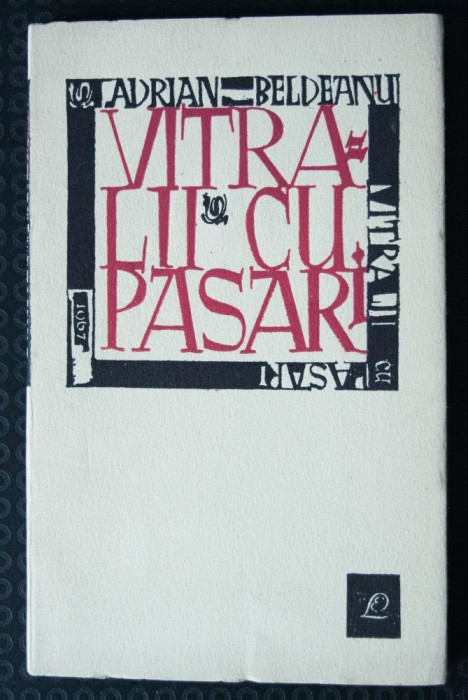 ADRIAN BELDEANU
VITRA-
LII CU
PASARI
VITRALII
cu
PASARI
1967